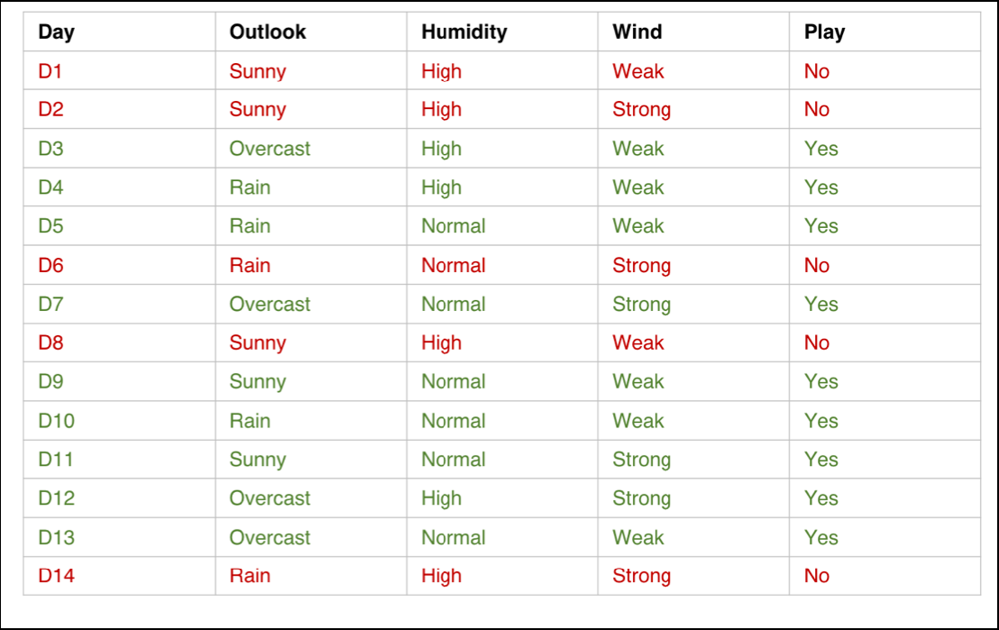 Day Outlook Humidity Wind Play
D1 Sunny High Weak No
D2 Sunny High Strong No
D3 Overcast High Weak Yes
D4 Rain High Weak Yes
D5 Rain Normal Weak Yes
D6 Rain Normal Strong No
D7 Overcast Normal Strong Yes
D8 Sunny High Weak No
D9 Sunny Normal Weak Yes
D10 Rain Normal Weak Yes
D11 Sunny Normal Strong Yes
D12 Overcast High Strong Yes
D13 Overcast Normal Weak Yes
D14 Rain High Strong No